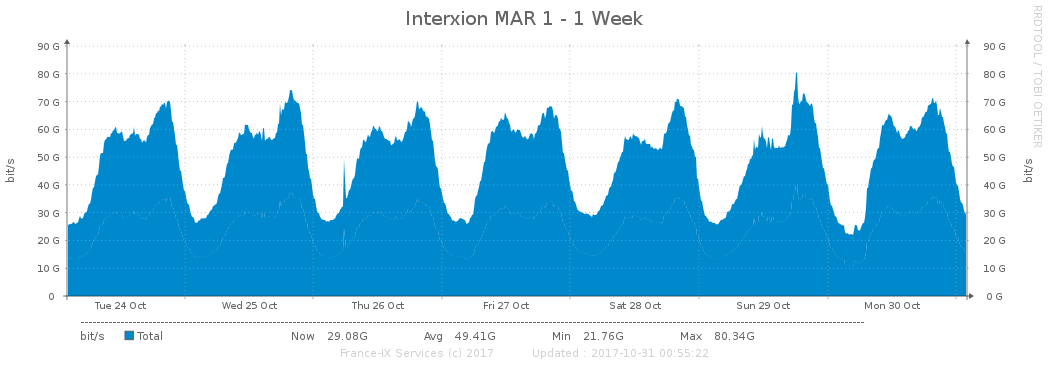 Interxion MAR 1 - 1 Week
RRDTOOL / TOBI OETIKER
90 G 90 G
80 G 80 G
70 G 70 G
60 G 60 G
50 G 50 G
40 G 40 G
30 G 30 G
20 G 20 G
10 G 10 G
0 0 G
bit/s bit/s
Tue 24 Oct Wed 25 Oct Thu 26 Oct Fri 27 Oct Sat 28 Oct Sun 29 Oct Mon 30 Oct
bit/s Total Now 29.08G Avg 49.41G Min 21.76G Max 80.34G
France-IX Services (c) 2017 Updated : 2017-10-31 00:55:22